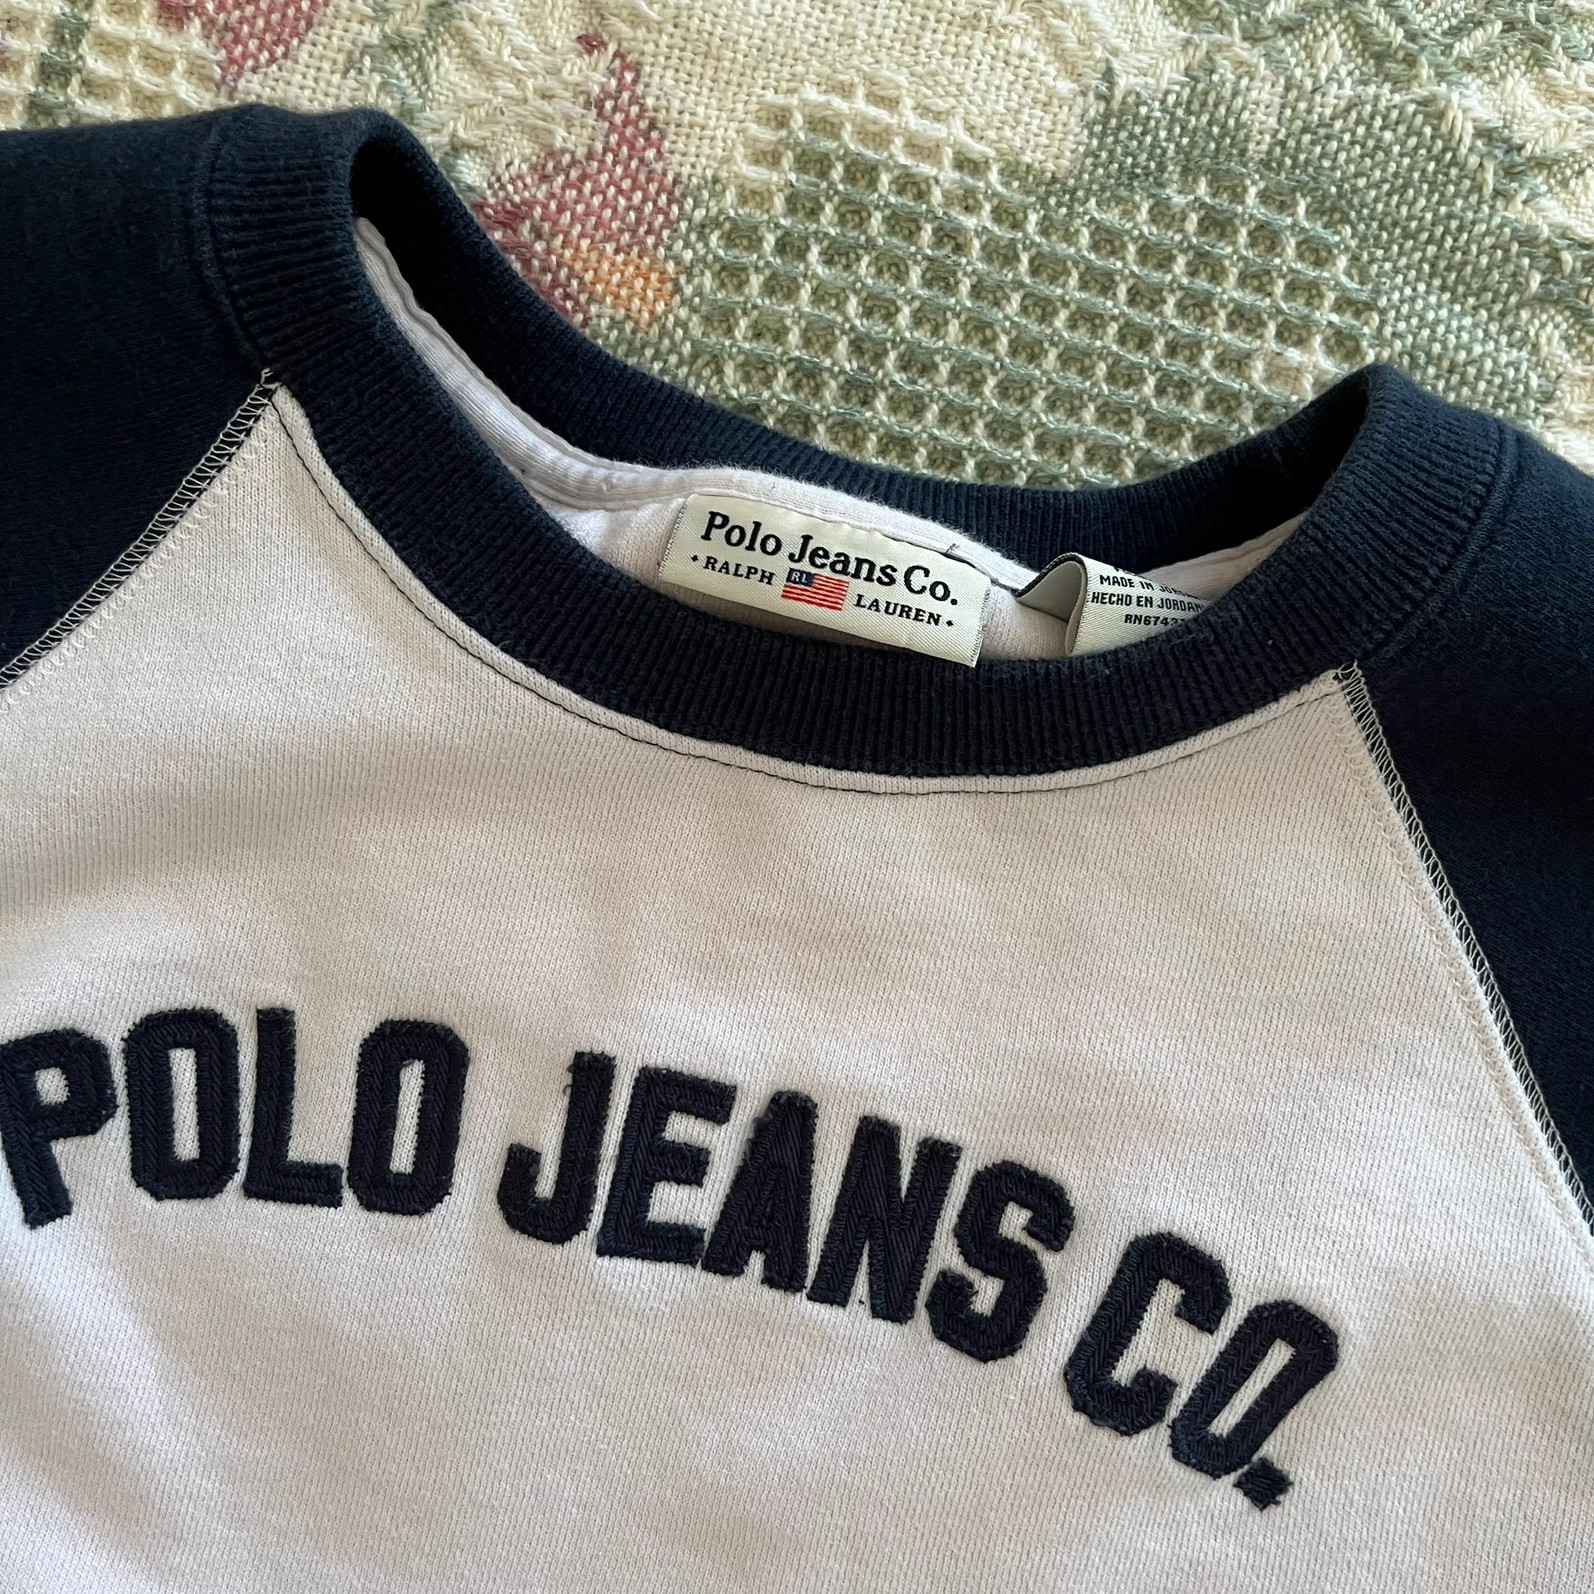 Polo Jeans Co.
RALPH RL LAUREN
MADE IN
HECHO EN JORDAN
POLO JEANS CO.